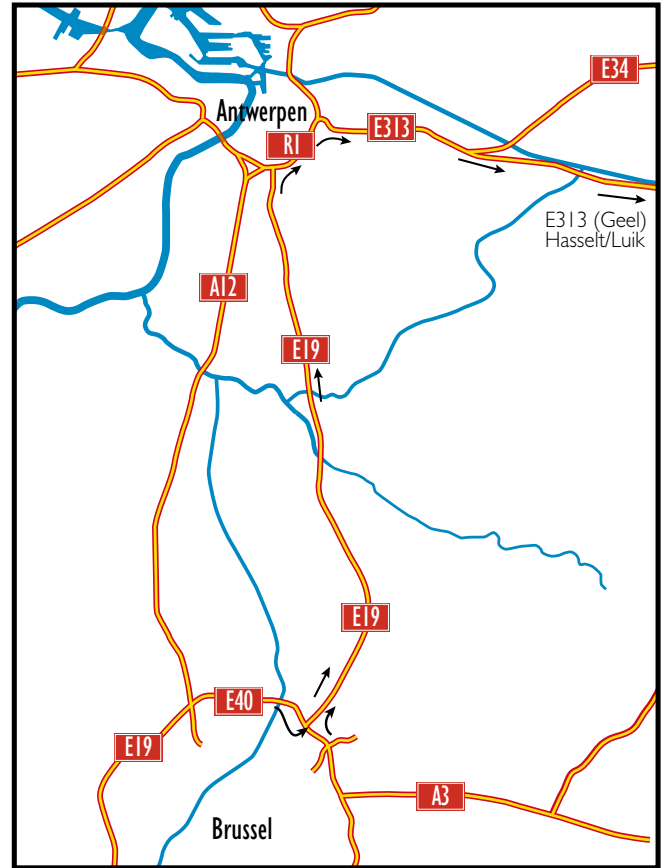 E34
Antwerpen
E313
R1
E313 (Geel)
Hasselt/Luik
A12
E19
E19
E40
E19
A3
Brussel